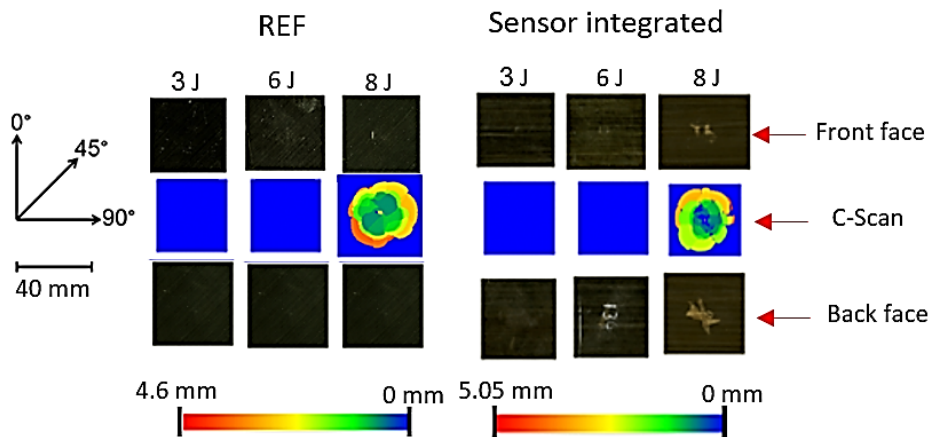 REF
Sensor integrated
3 J
6 J
8 J
3 J
6 J
8 J
0°
45°
90°
40 mm
Front face
C-Scan
Back face
4.6 mm
0 mm
5.05 mm
0 mm